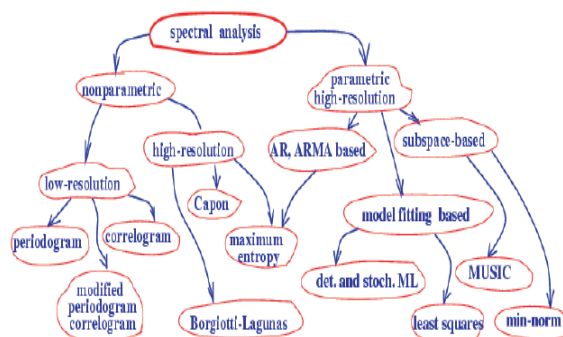 spectral analysis
nonparametric
parametric
high-resolution
high-resolution
AR, ARMA based
subspace-based
low-resolution
Capon
model fitting based
periodogram
correlogram
maximum
entropy
det. and stoch. ML
MUSIC
modified
periodogram
correlogram
Borgiotti-Lagunas
least squares
min-norm